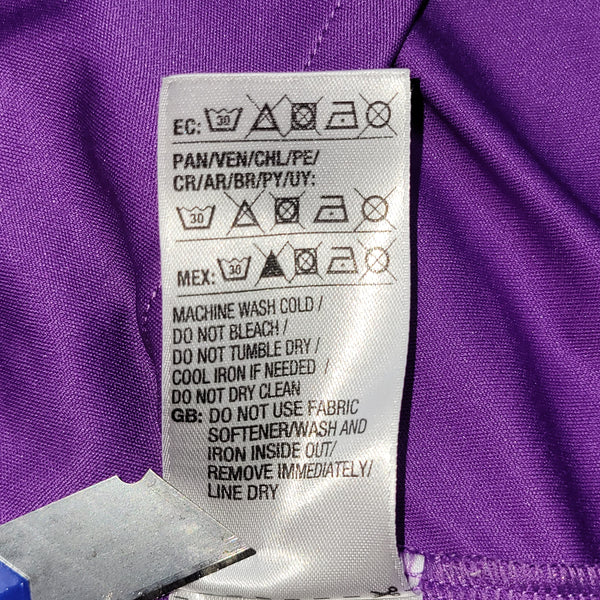 EC: 30
PAN/VEN/CHL/PE/
CR/AR/BR/PY/UY:
30
MEX: 30
MACHINE WASH COLD /
DO NOT BLEACH /
DO NOT TUMBLE DRY /
COOL IRON IF NEEDED /
DO NOT DRY CLEAN
GB: DO NOT USE FABRIC
SOFTENER/WASH AND
IRON INSIDE OUT/
REMOVE IMMEDIATELY/
LINE DRY